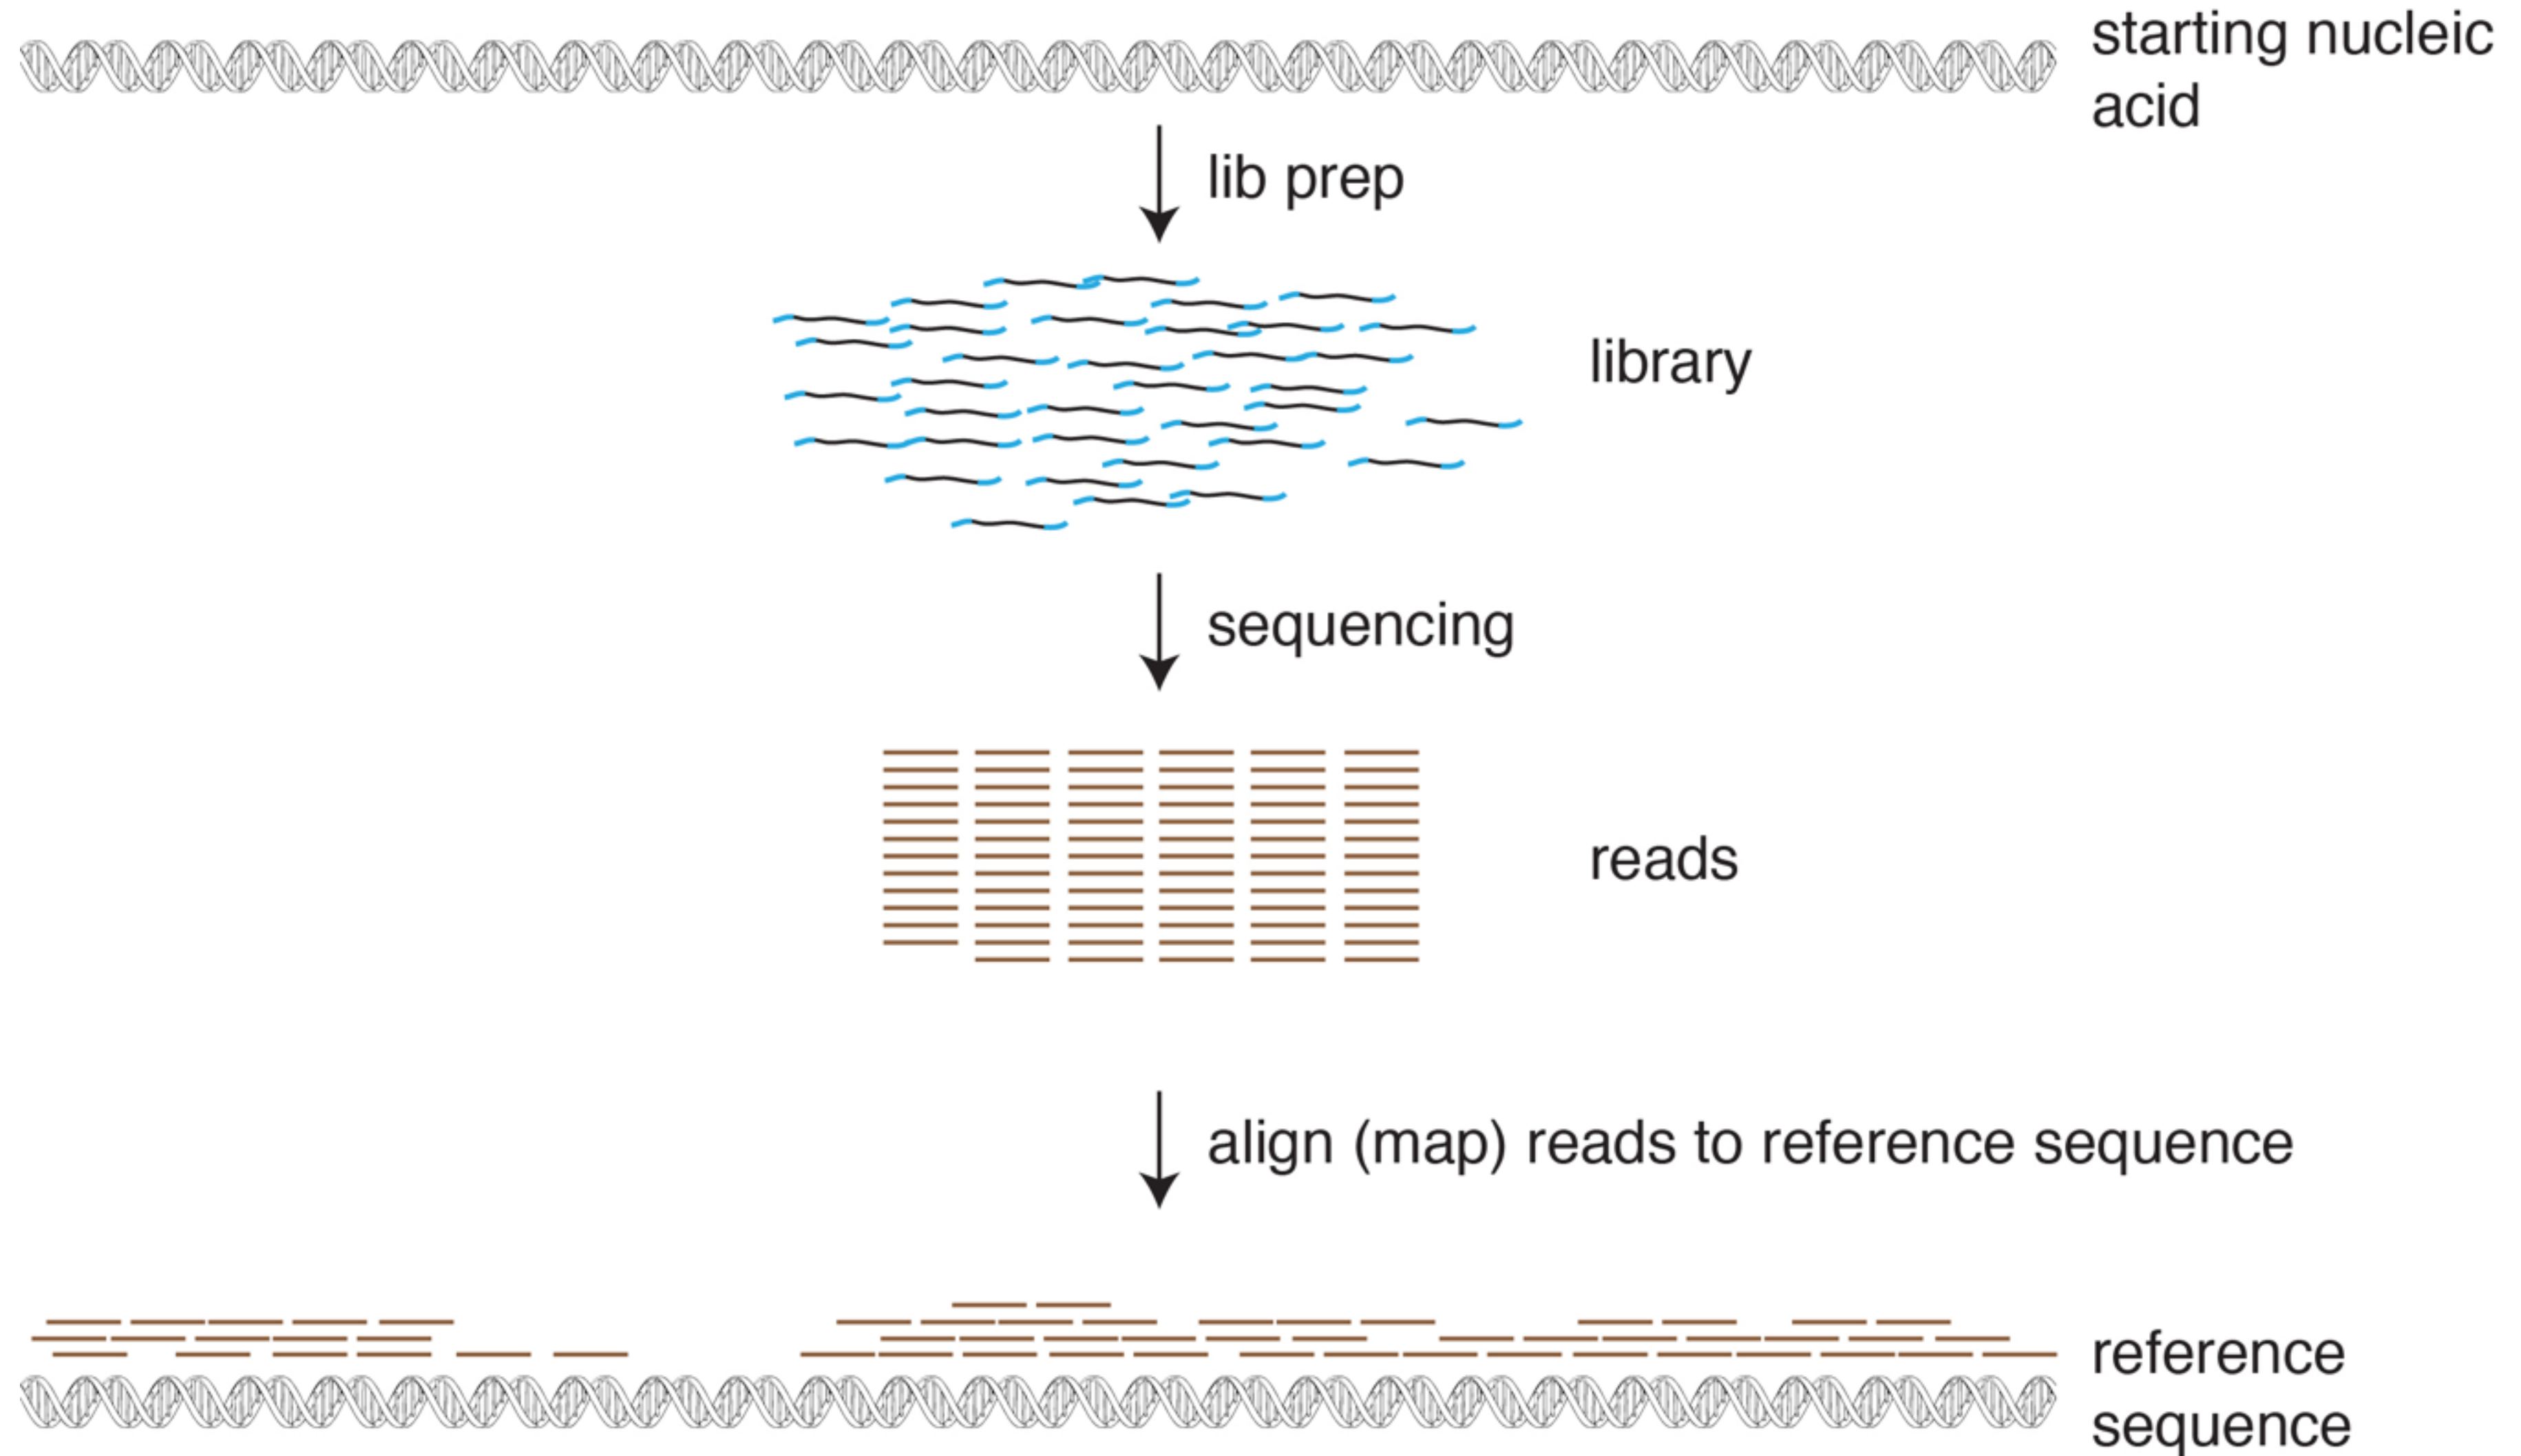 starting nucleic
acid
lib prep
library
sequencing
reads
align (map) reads to reference sequence
reference
sequence